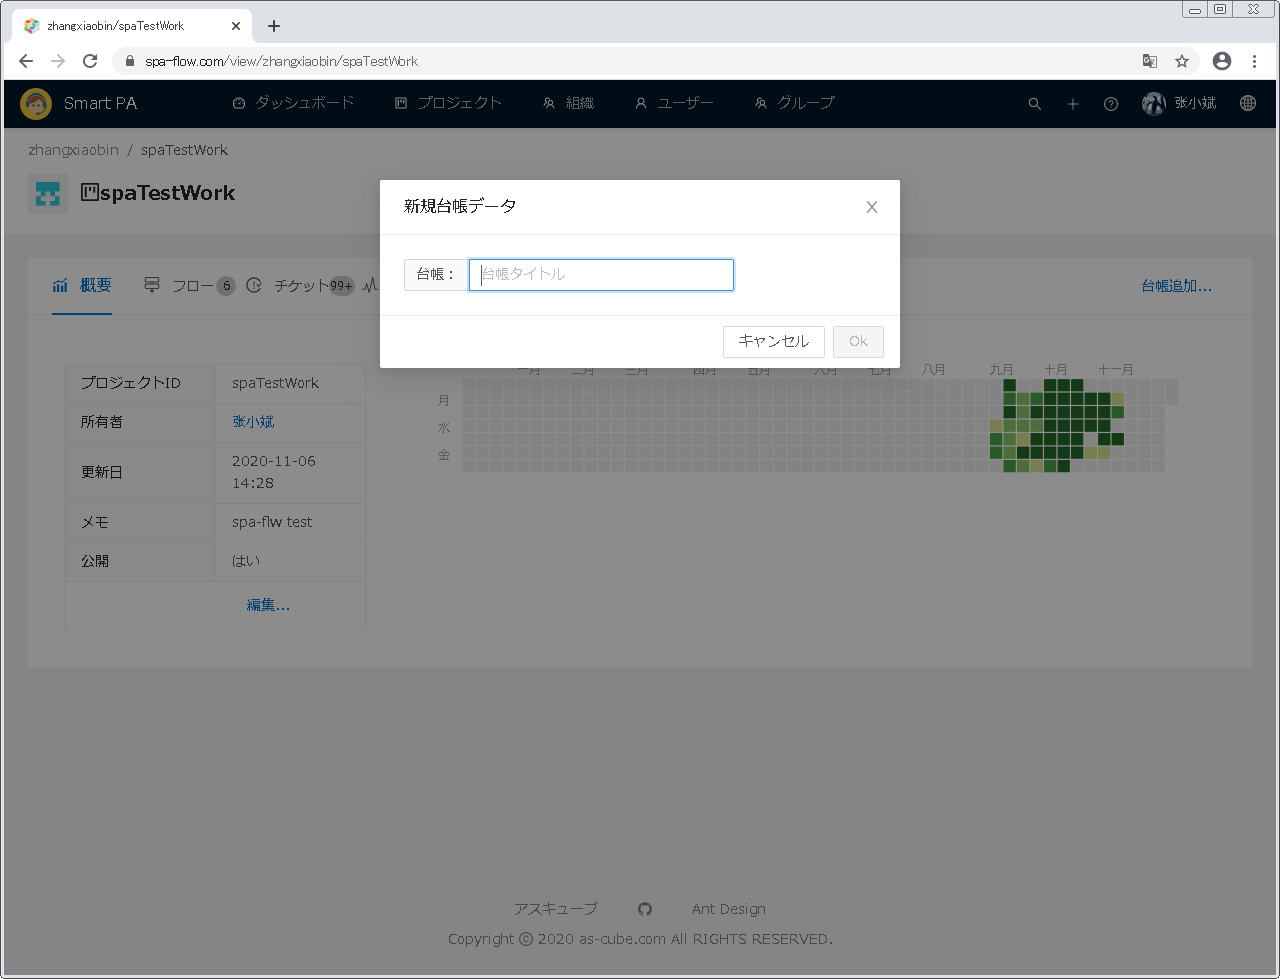 zhangxiaobin/spaTestWork
spa-flow.com/view/zhangxiaobin/spaTestWork
Smart PA ダッシュボード プロジェクト 組織 ユーザー グループ 张小斌
zhangxiaobin / spaTestWork
spaTestWork
新規台帳データ
台帳： 台帳タイトル
キャンセル Ok
概要 フロー 6 チケット 99+ 台帳追加...
一月 二月 三月 四月 五月 六月 七月 八月 九月 十月 十一月
月
水
金
プロジェクトID spaTestWork
所有者 张小斌
更新日 2020-11-06 14:28
メモ spa-flw test
公開 はい
編集...
アスキューブ Ant Design
Copyright © 2020 as-cube.com All RIGHTS RESERVED.